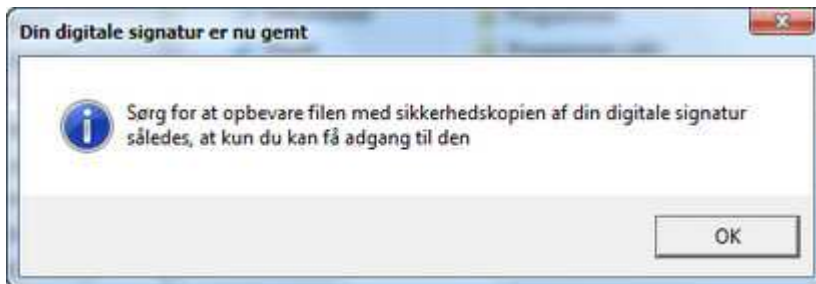 Din digitale signatur er nu gemt
Sørg for at opbevare filen med sikkerhedskopien af din digitale signatur
således, at kun du kan få adgang til den
OK